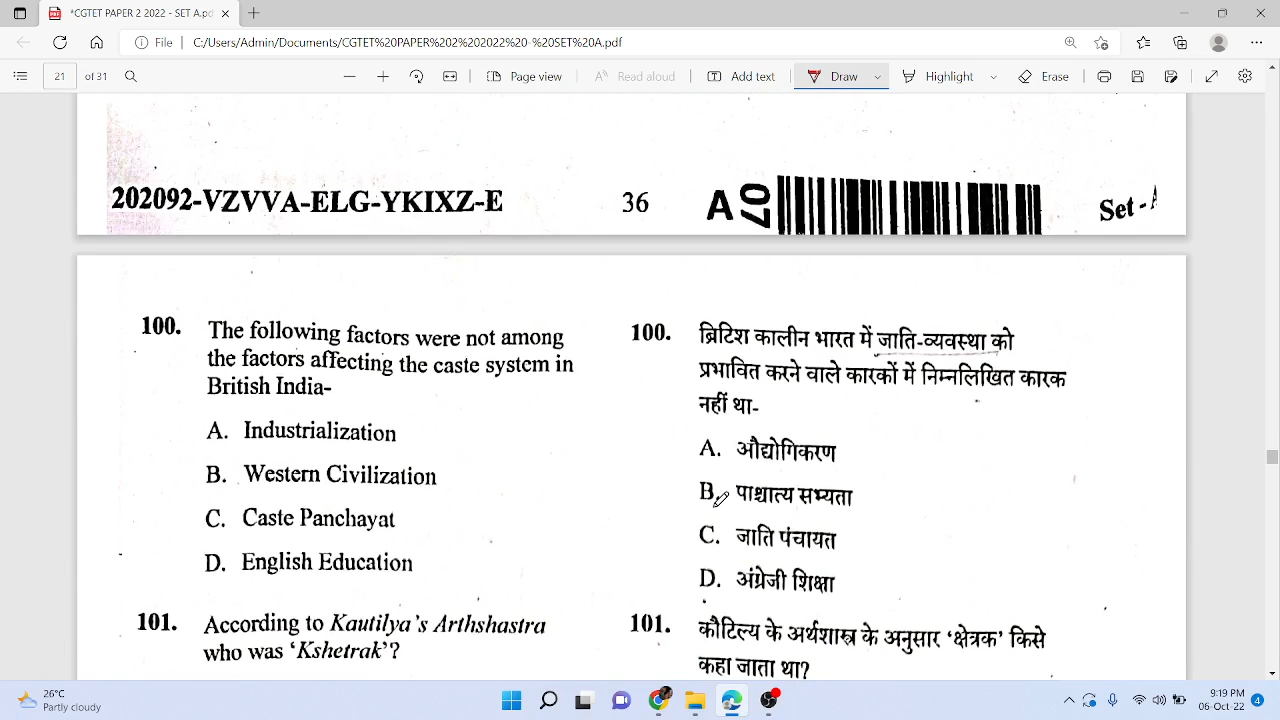 *CGTET PAPER 2 2022 - SET A.pdf
File
C:/Users/Admin/Documents/CGTET%20PAPER%202%202022%20-%20SET%20A.pdf
21 of 31
Page view
Read aloud
Add text
Draw
Highlight
Erase
202092-VZVVA-ELG-YKIXZ-E
36
A 07
Set - A
100. The following factors were not among
the factors affecting the caste system in
British India-
A. Industrialization
B. Western Civilization
C. Caste Panchayat
D. English Education
101. According to Kautilya's Arthshastra
who was 'Kshetrak'?
100. ब्रिटिश कालीन भारत में जाति-व्यवस्था को
प्रभावित करने वाले कारकों में निम्नलिखित कारक
नहीं था-
A. औद्योगिकरण
B. पाश्चात्य सभ्यता
C. जाति पंचायत
D. अंग्रेजी शिक्षा
101. कौटिल्य के अर्थशास्त्र के अनुसार 'क्षेत्रक' किसे
कहा जाता था?
26°C
Partly cloudy
9:19 PM
06-Oct-22
4